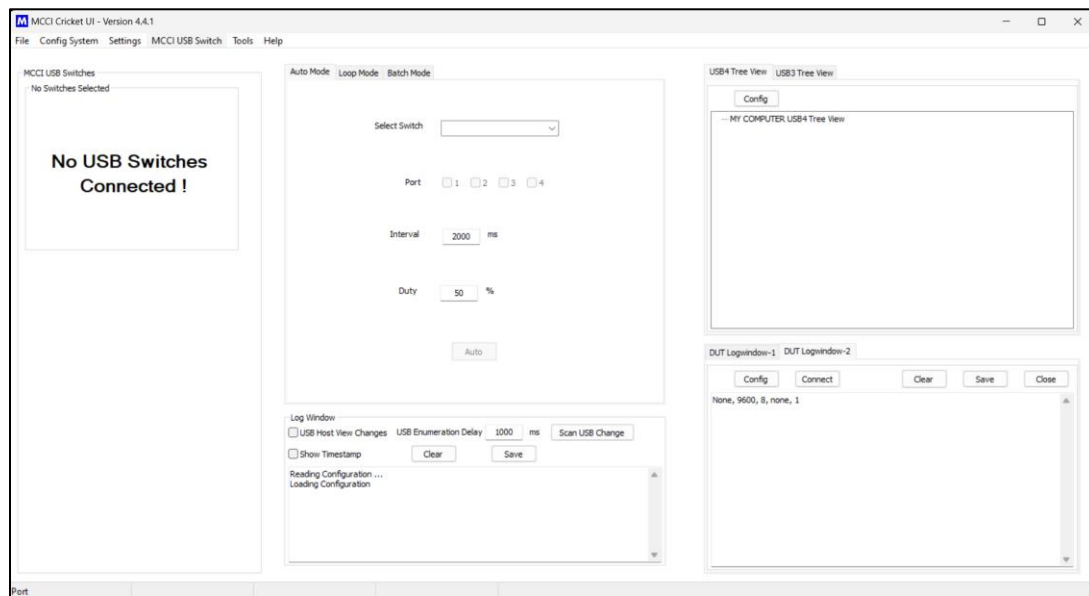 MCCI Cricket UI - Version 4.4.1
File Config System Settings MCCI USB Switch Tools Help
MCCI USB Switches
No Switches Selected
No USB Switches
Connected !
Auto Mode Loop Mode Batch Mode
Select Switch
Port 1 2 3 4
Interval 2000 ms
Duty 50 %
Auto
Log Window
USB Host View Changes USB Enumeration Delay 1000 ms Scan USB Change
Show Timestamp Clear Save
Reading Configuration ...
Loading Configuration
USB4 Tree View USB3 Tree View
Config
MY COMPUTER USB4 Tree View
DUT Logwindow-1 DUT Logwindow-2
Config Connect Clear Save Close
None, 9600, 8, none, 1
Port